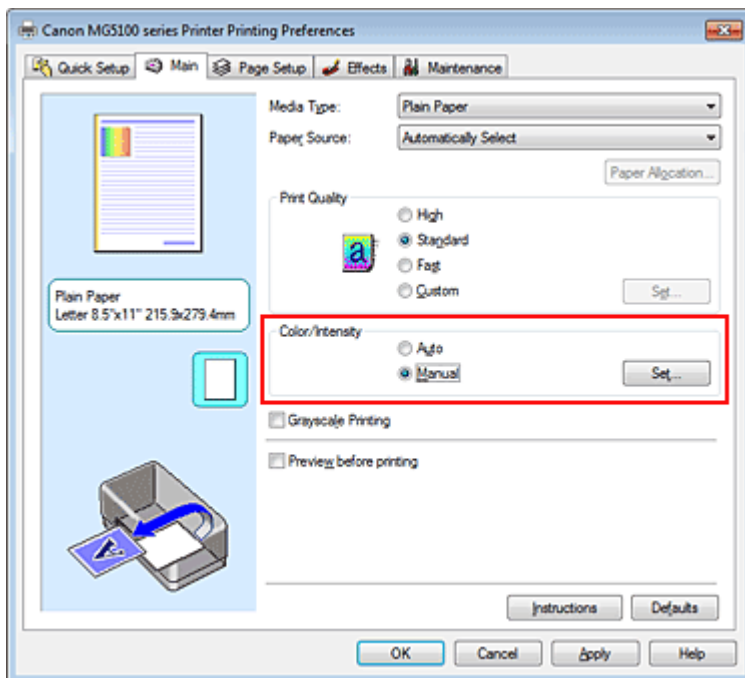 Canon MG5100 series Printer Printing Preferences
Quick Setup Main Page Setup Effects Maintenance
Media Type: Plain Paper
Paper Source: Automatically Select
Paper Allocation...
Print Quality
High
a Standard
Fast
Custom Set...
Plain Paper
Letter 8.5"x11" 215.9x279.4mm
Color/Intensity
Auto
Manual Set...
Grayscale Printing
Preview before printing
A
Instructions Defaults
OK Cancel Apply Help